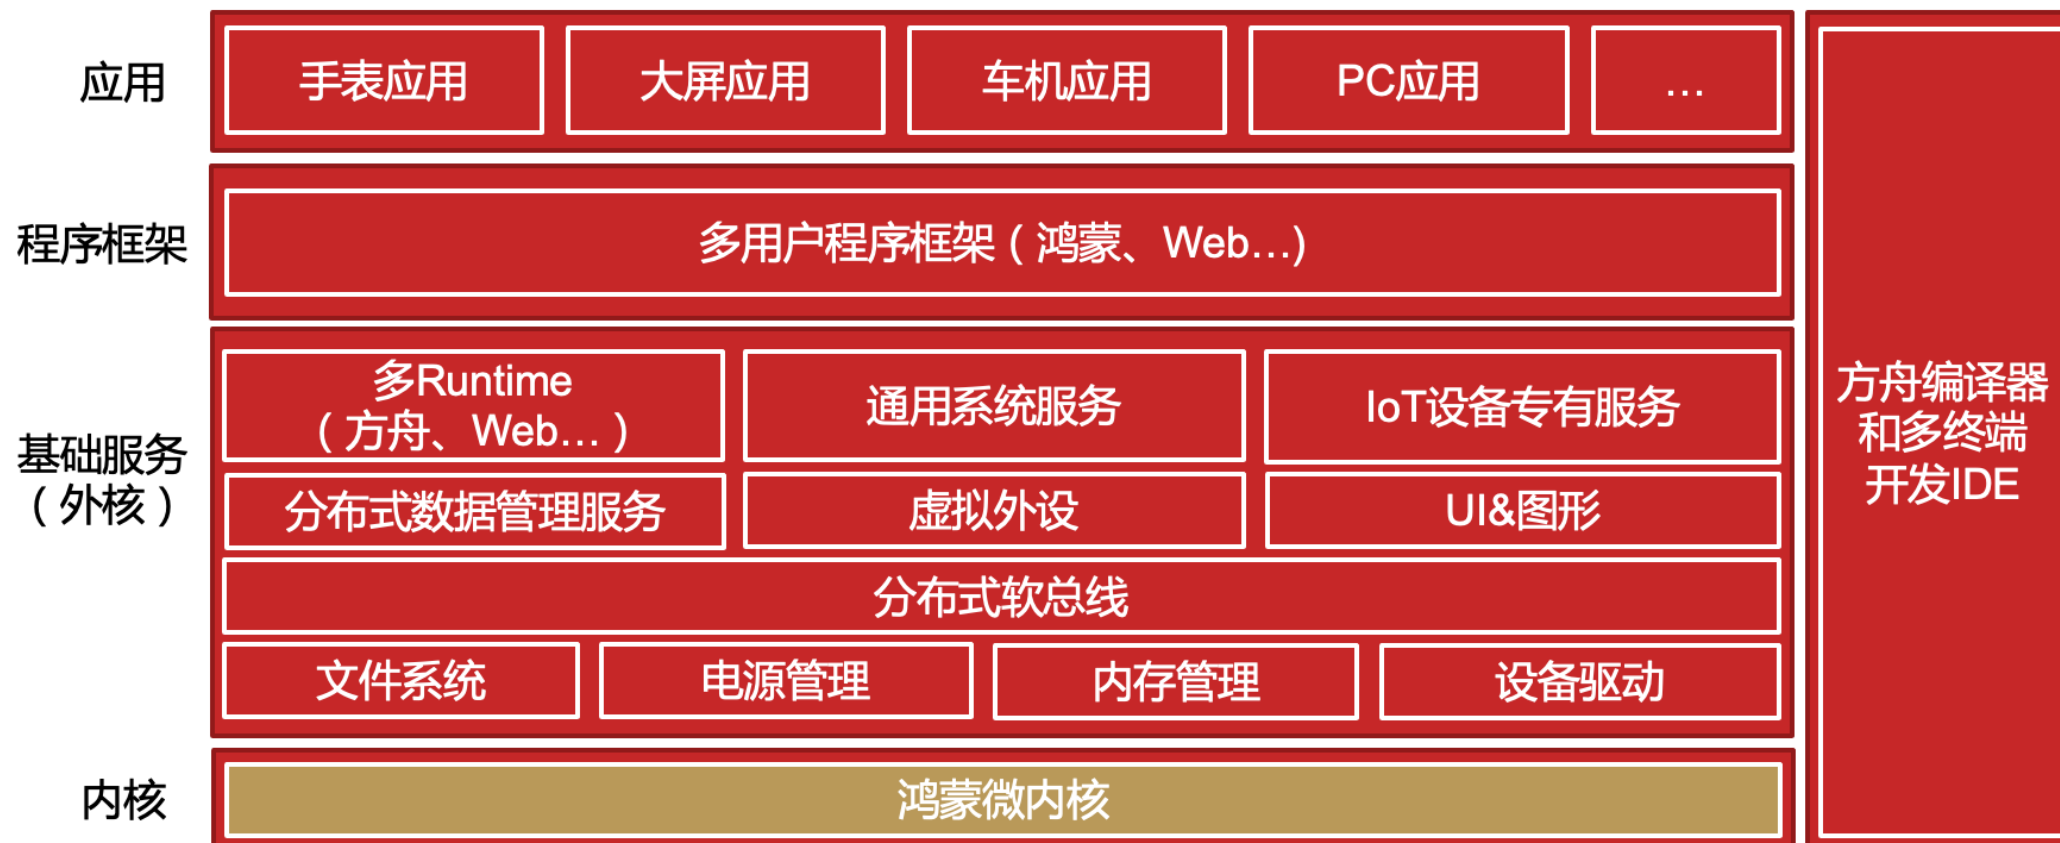 应用
手表应用
大屏应用
车机应用
PC应用
…
程序框架
多用户程序框架（鸿蒙、Web…)
基础服务
（外核）
多Runtime
（方舟、Web…）
通用系统服务
IoT设备专有服务
分布式数据管理服务
虚拟外设
UI&图形
分布式软总线
文件系统
电源管理
内存管理
设备驱动
内核
鸿蒙微内核
方舟编译器
和多终端
开发IDE